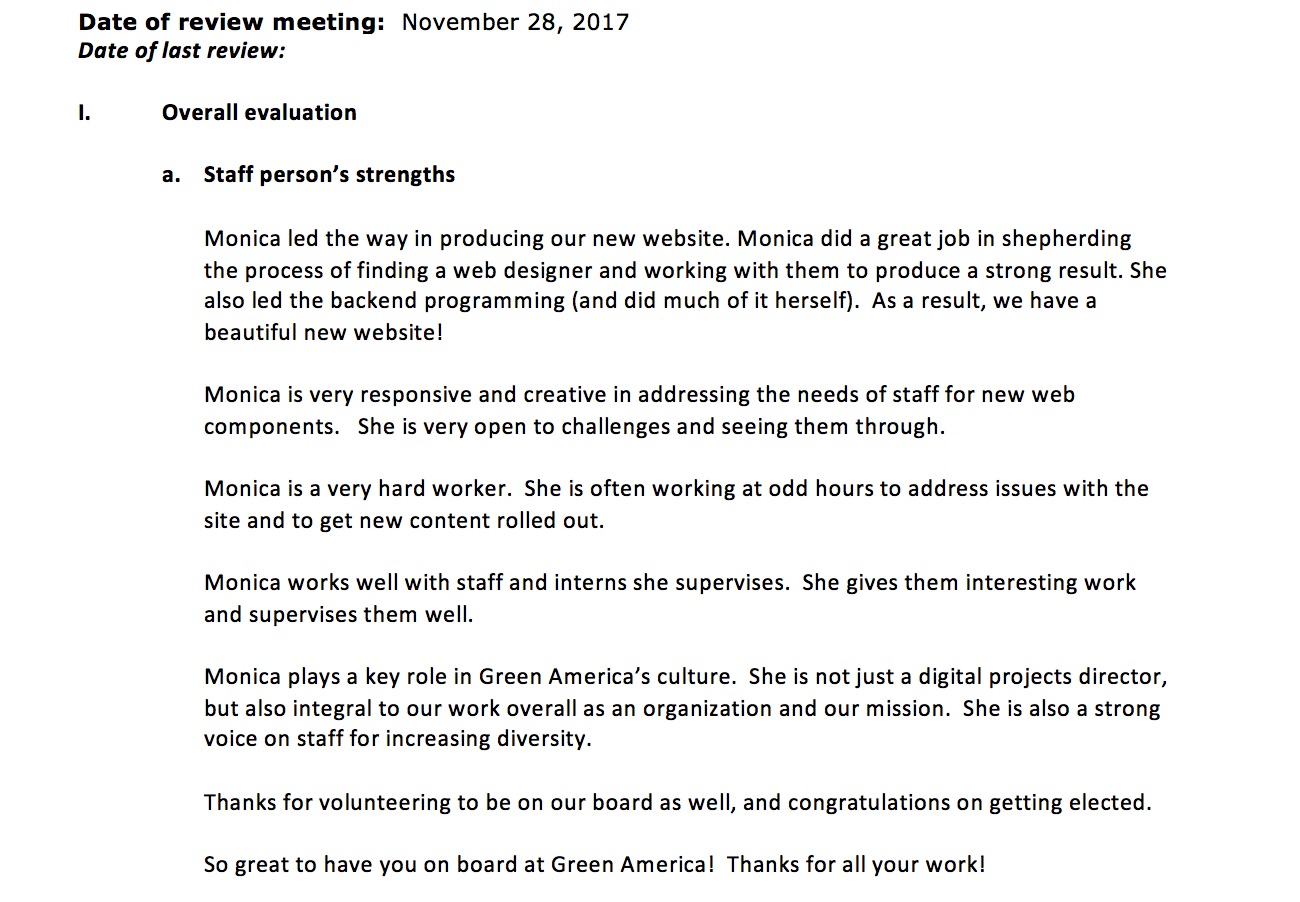 Date of review meeting: November 28, 2017
Date of last review:
I. Overall evaluation
a. Staff person’s strengths
Monica led the way in producing our new website. Monica did a great job in shepherding
the process of finding a web designer and working with them to produce a strong result. She
also led the backend programming (and did much of it herself).  As a result, we have a
beautiful new website!
Monica is very responsive and creative in addressing the needs of staff for new web
components.   She is very open to challenges and seeing them through.
Monica is a very hard worker.  She is often working at odd hours to address issues with the
site and to get new content rolled out.
Monica works well with staff and interns she supervises.  She gives them interesting work
and supervises them well.
Monica plays a key role in Green America’s culture.  She is not just a digital projects director,
but also integral to our work overall as an organization and our mission.  She is also a strong
voice on staff for increasing diversity.
Thanks for volunteering to be on our board as well, and congratulations on getting elected.
So great to have you on board at Green America!  Thanks for all your work!